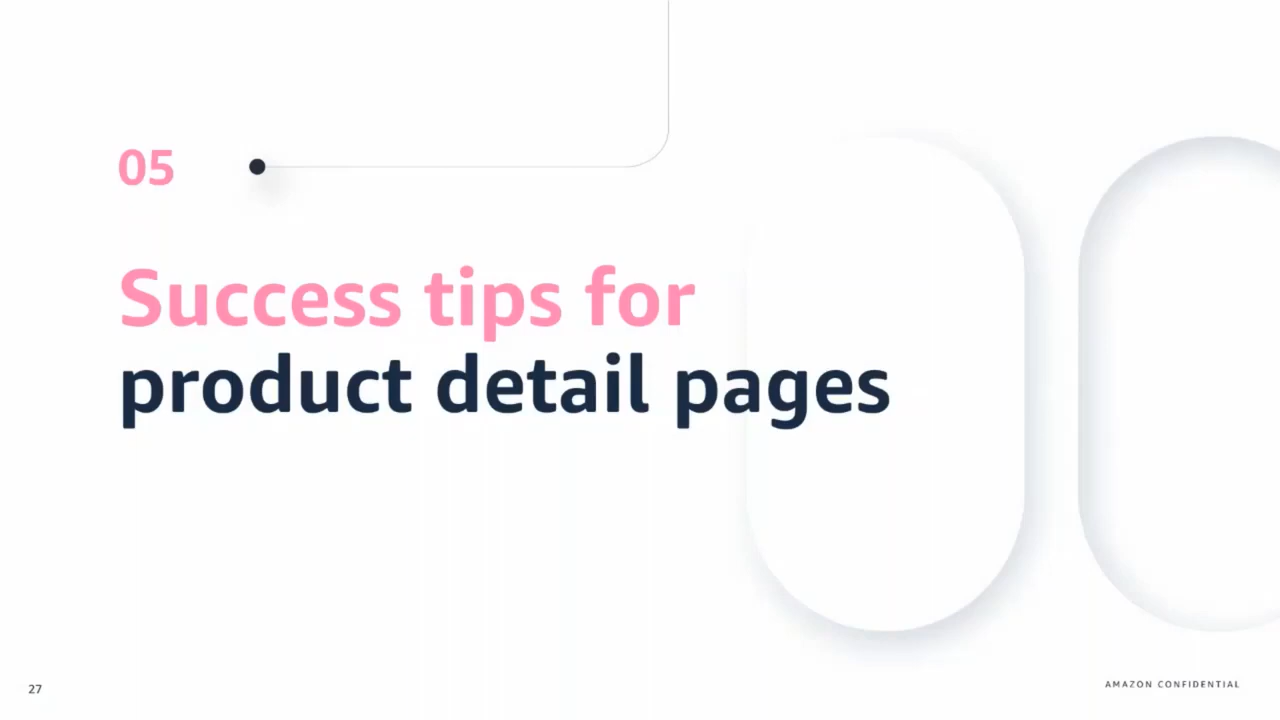 05
Success tips for
product detail pages
27
AMAZON CONFIDENTIAL